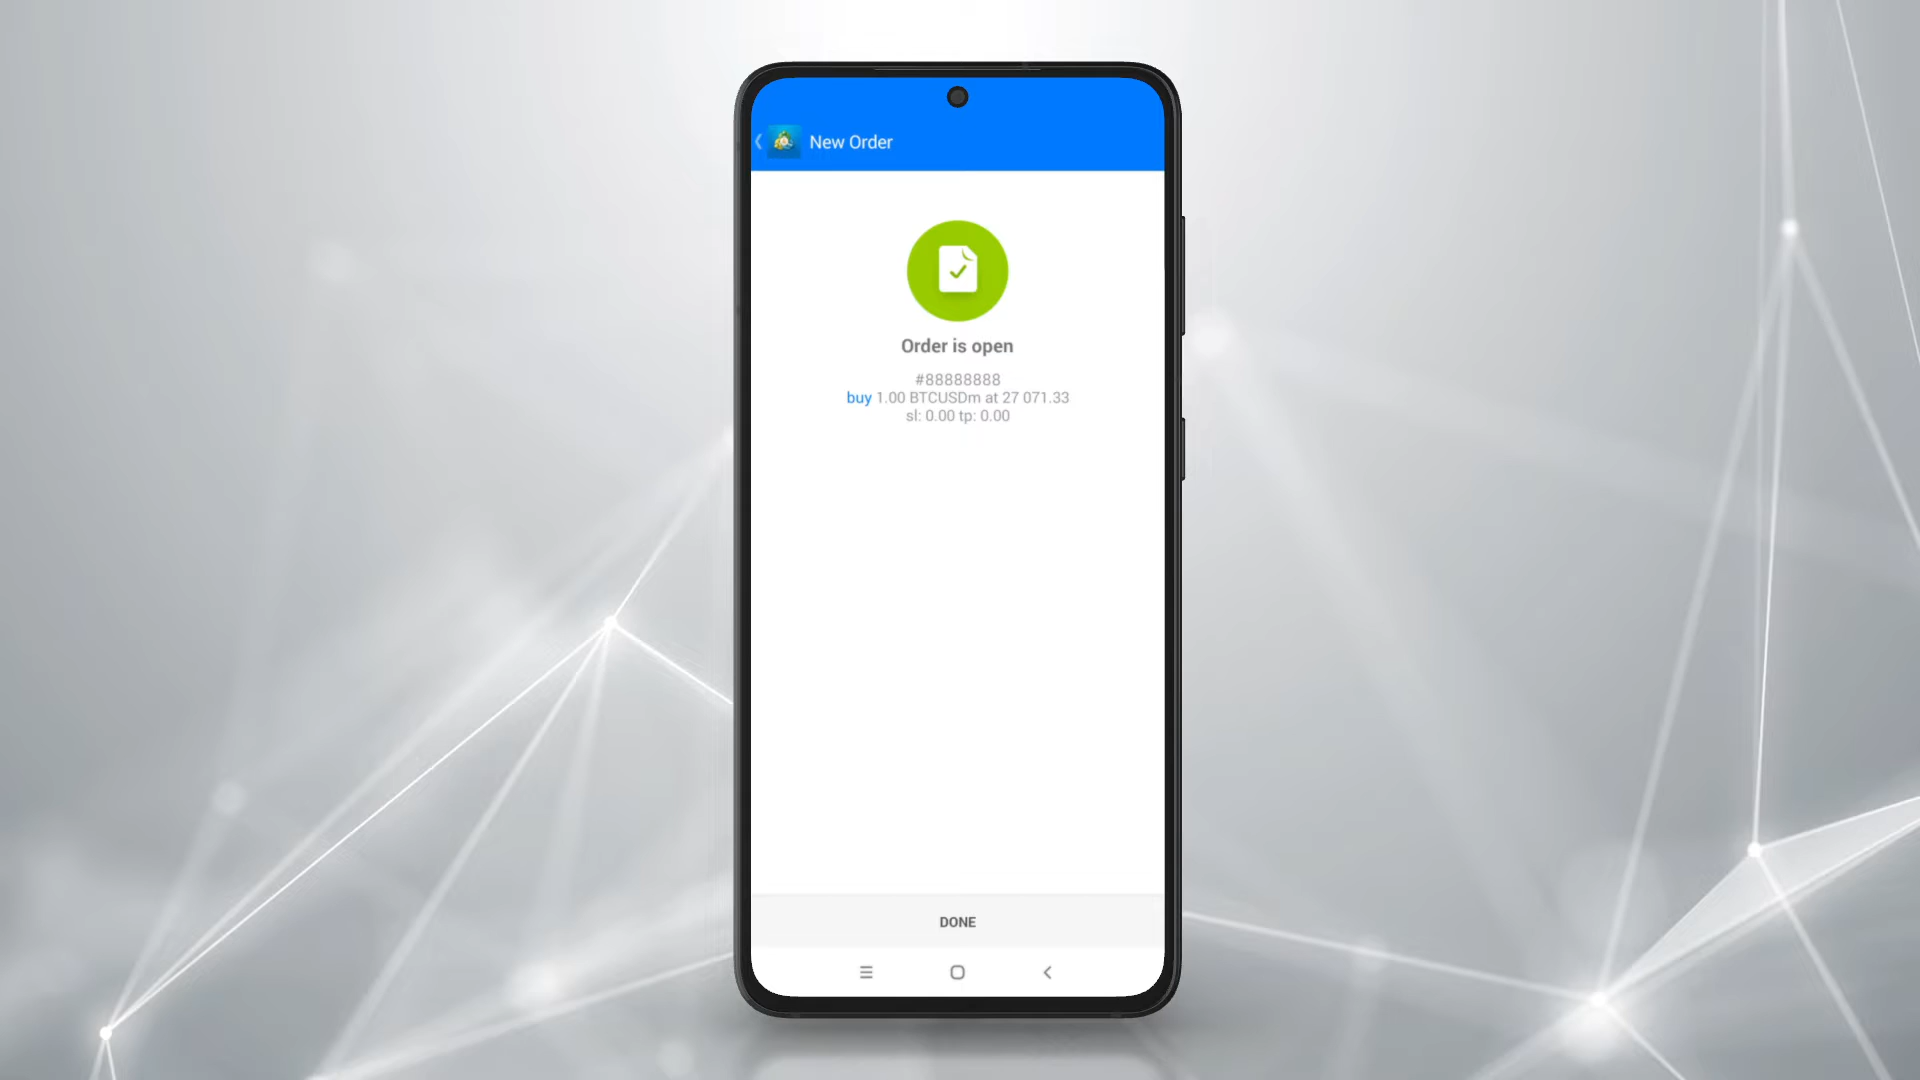 New Order
Order is open
#88888888
buy 1.00 BTCUSDm at 27 071.33
sl: 0.00 tp: 0.00
DONE